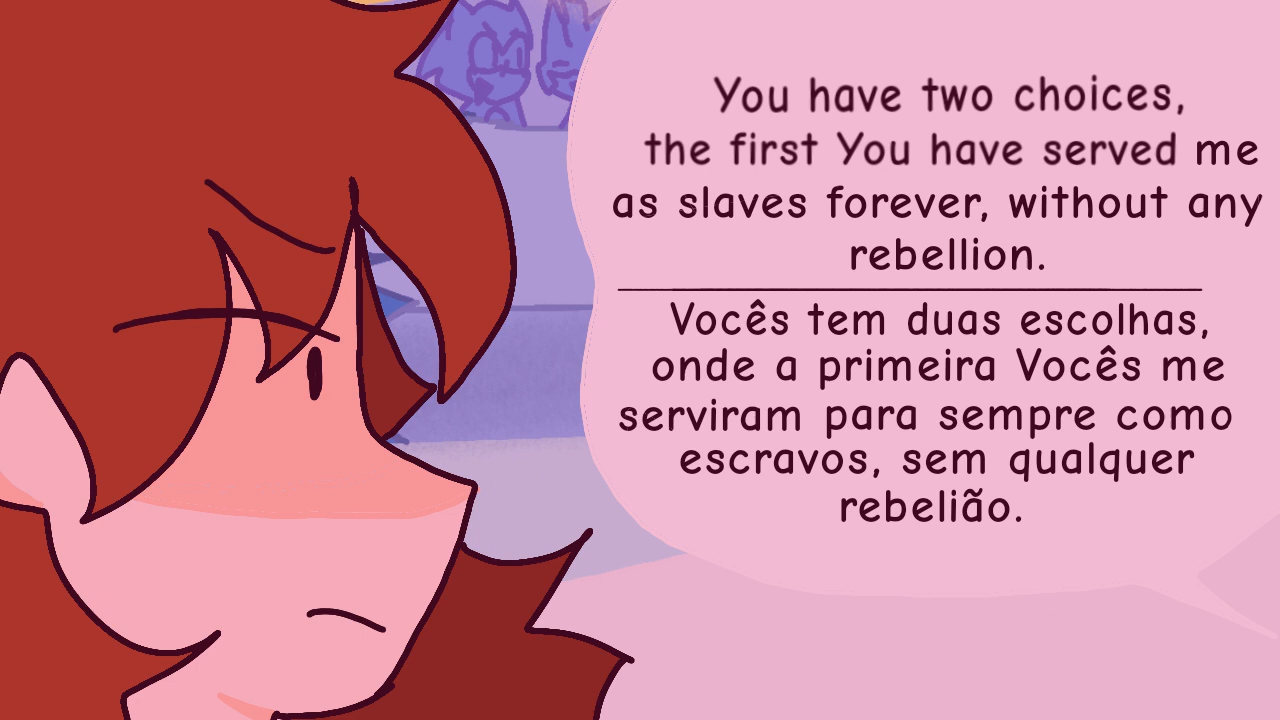 You have two choices,
the first You have served me
as slaves forever, without any
rebellion.
Vocês tem duas escolhas,
onde a primeira Vocês me
serviram para sempre como
escravos, sem qualquer
rebelião.